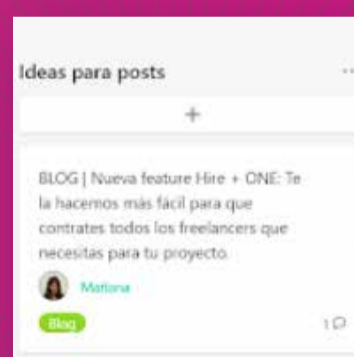 Ideas para posts
BLOG | Nueva feature Hire + ONE: Te
la hacemos más fácil para que
contrates todos los freelancers que
necesitas para tu proyecto.
Mariana
Blog
1